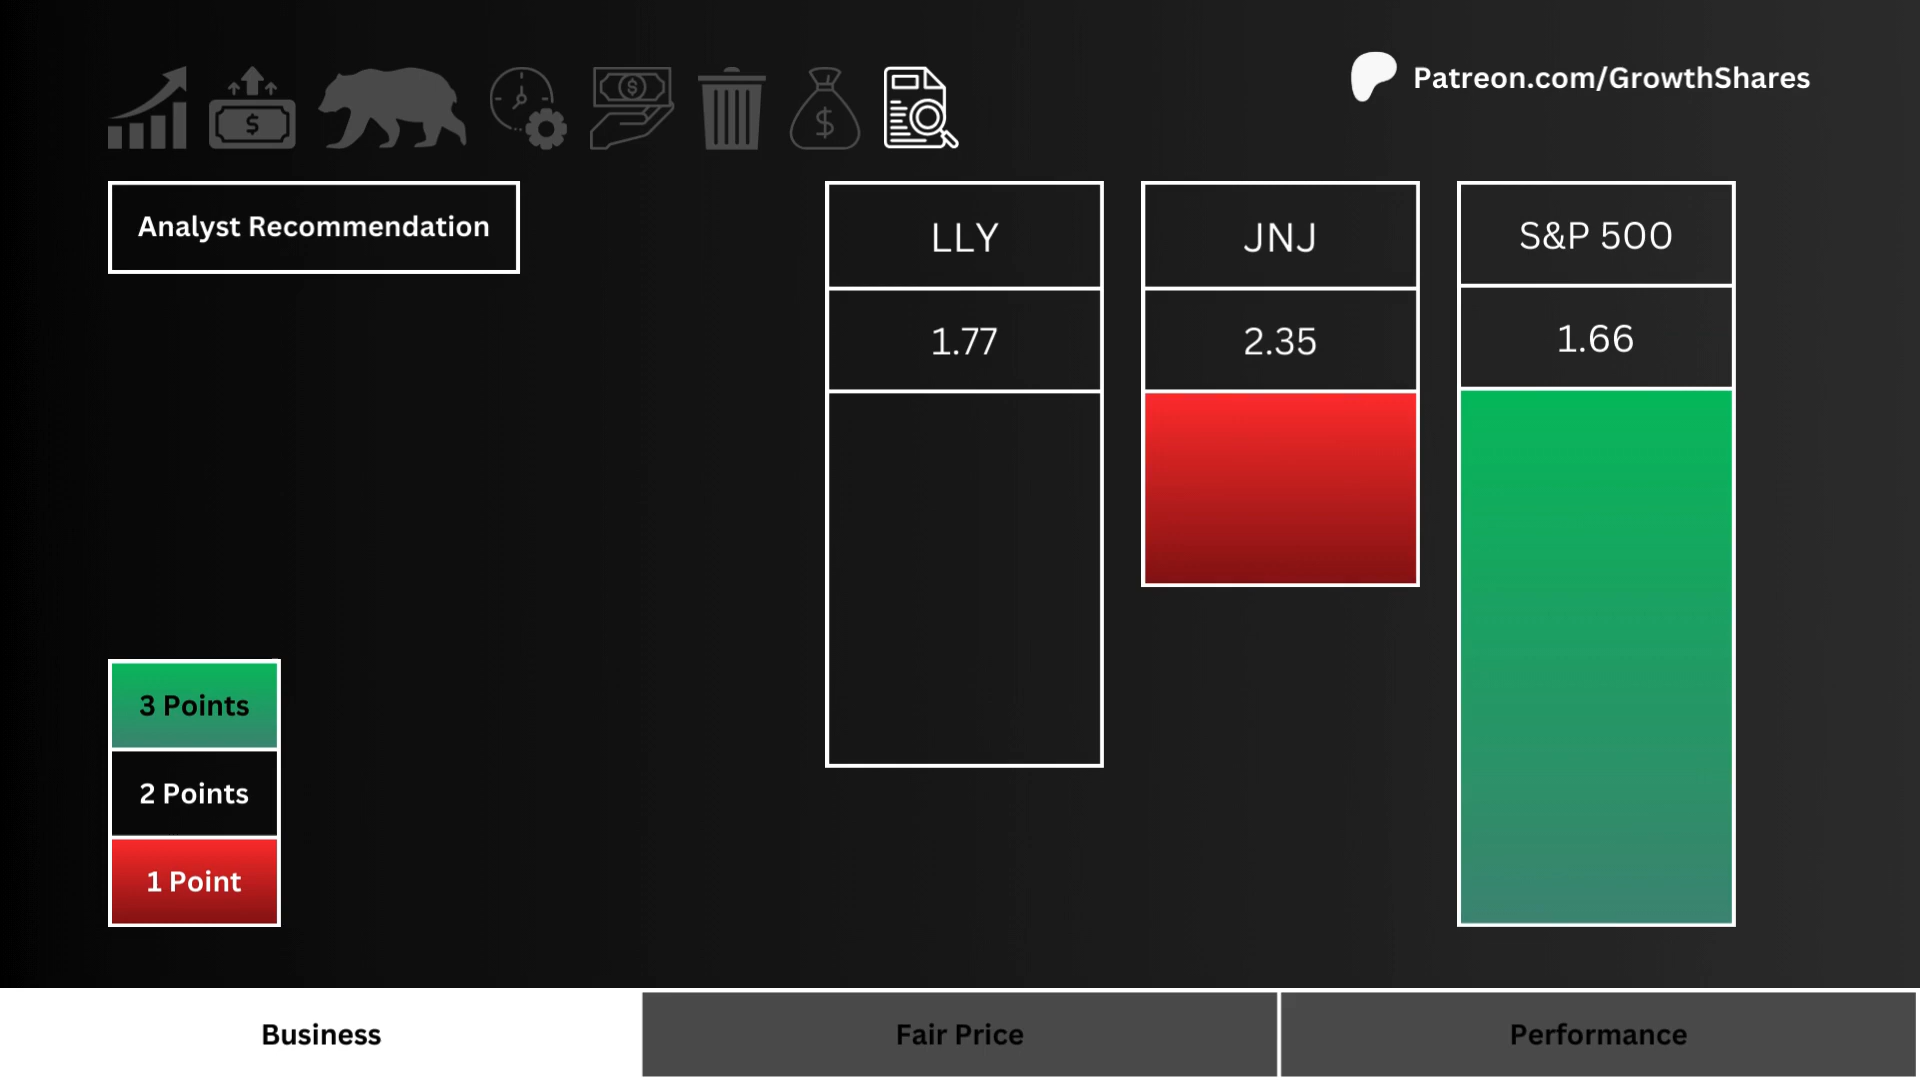 Patreon.com/GrowthShares
Analyst Recommendation
LLY
JNJ
S&P 500
1.77
2.35
1.66
3 Points
2 Points
1 Point
Business
Fair Price
Performance